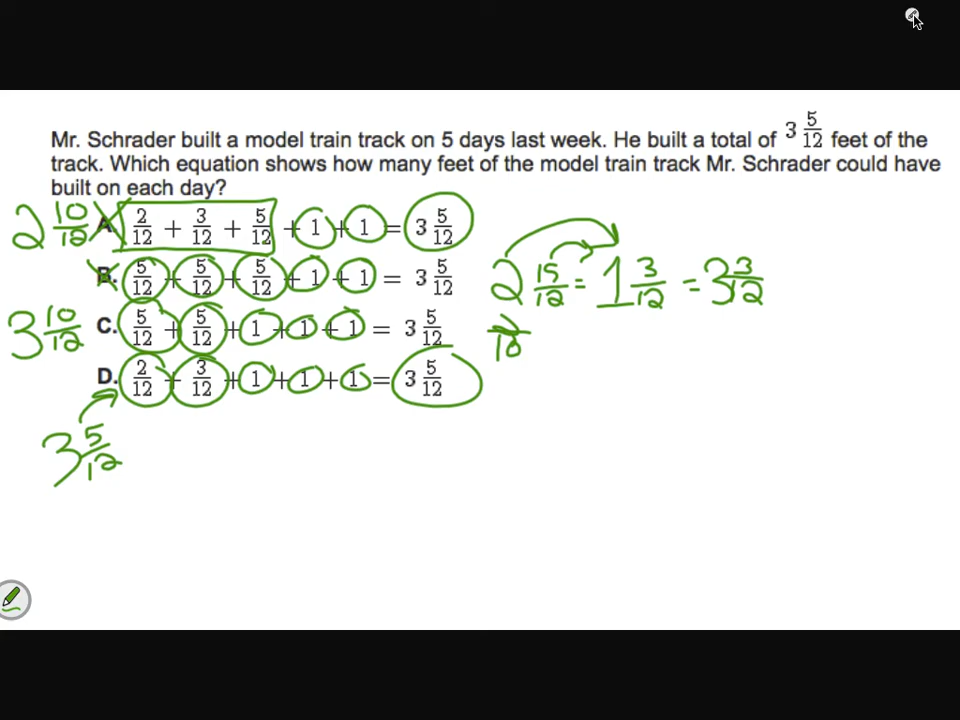 Mr. Schrader built a model train track on 5 days last week. He built a total of 3 5/12 feet of the
track. Which equation shows how many feet of the model train track Mr. Schrader could have
built on each day?
2 10/12 A. 2/12 + 3/12 + 5/12 + 1 + 1 = 3 5/12
B. 5/12 + 5/12 + 5/12 + 1 + 1 = 3 5/12
2 15/12 = 1 3/12 = 3 3/12
3 10/12 C. 5/12 + 5/12 + 1 + 1 + 1 = 3 5/12
D. 2/12 + 3/12 + 1 + 1 + 1 = 3 5/12
3 5/12